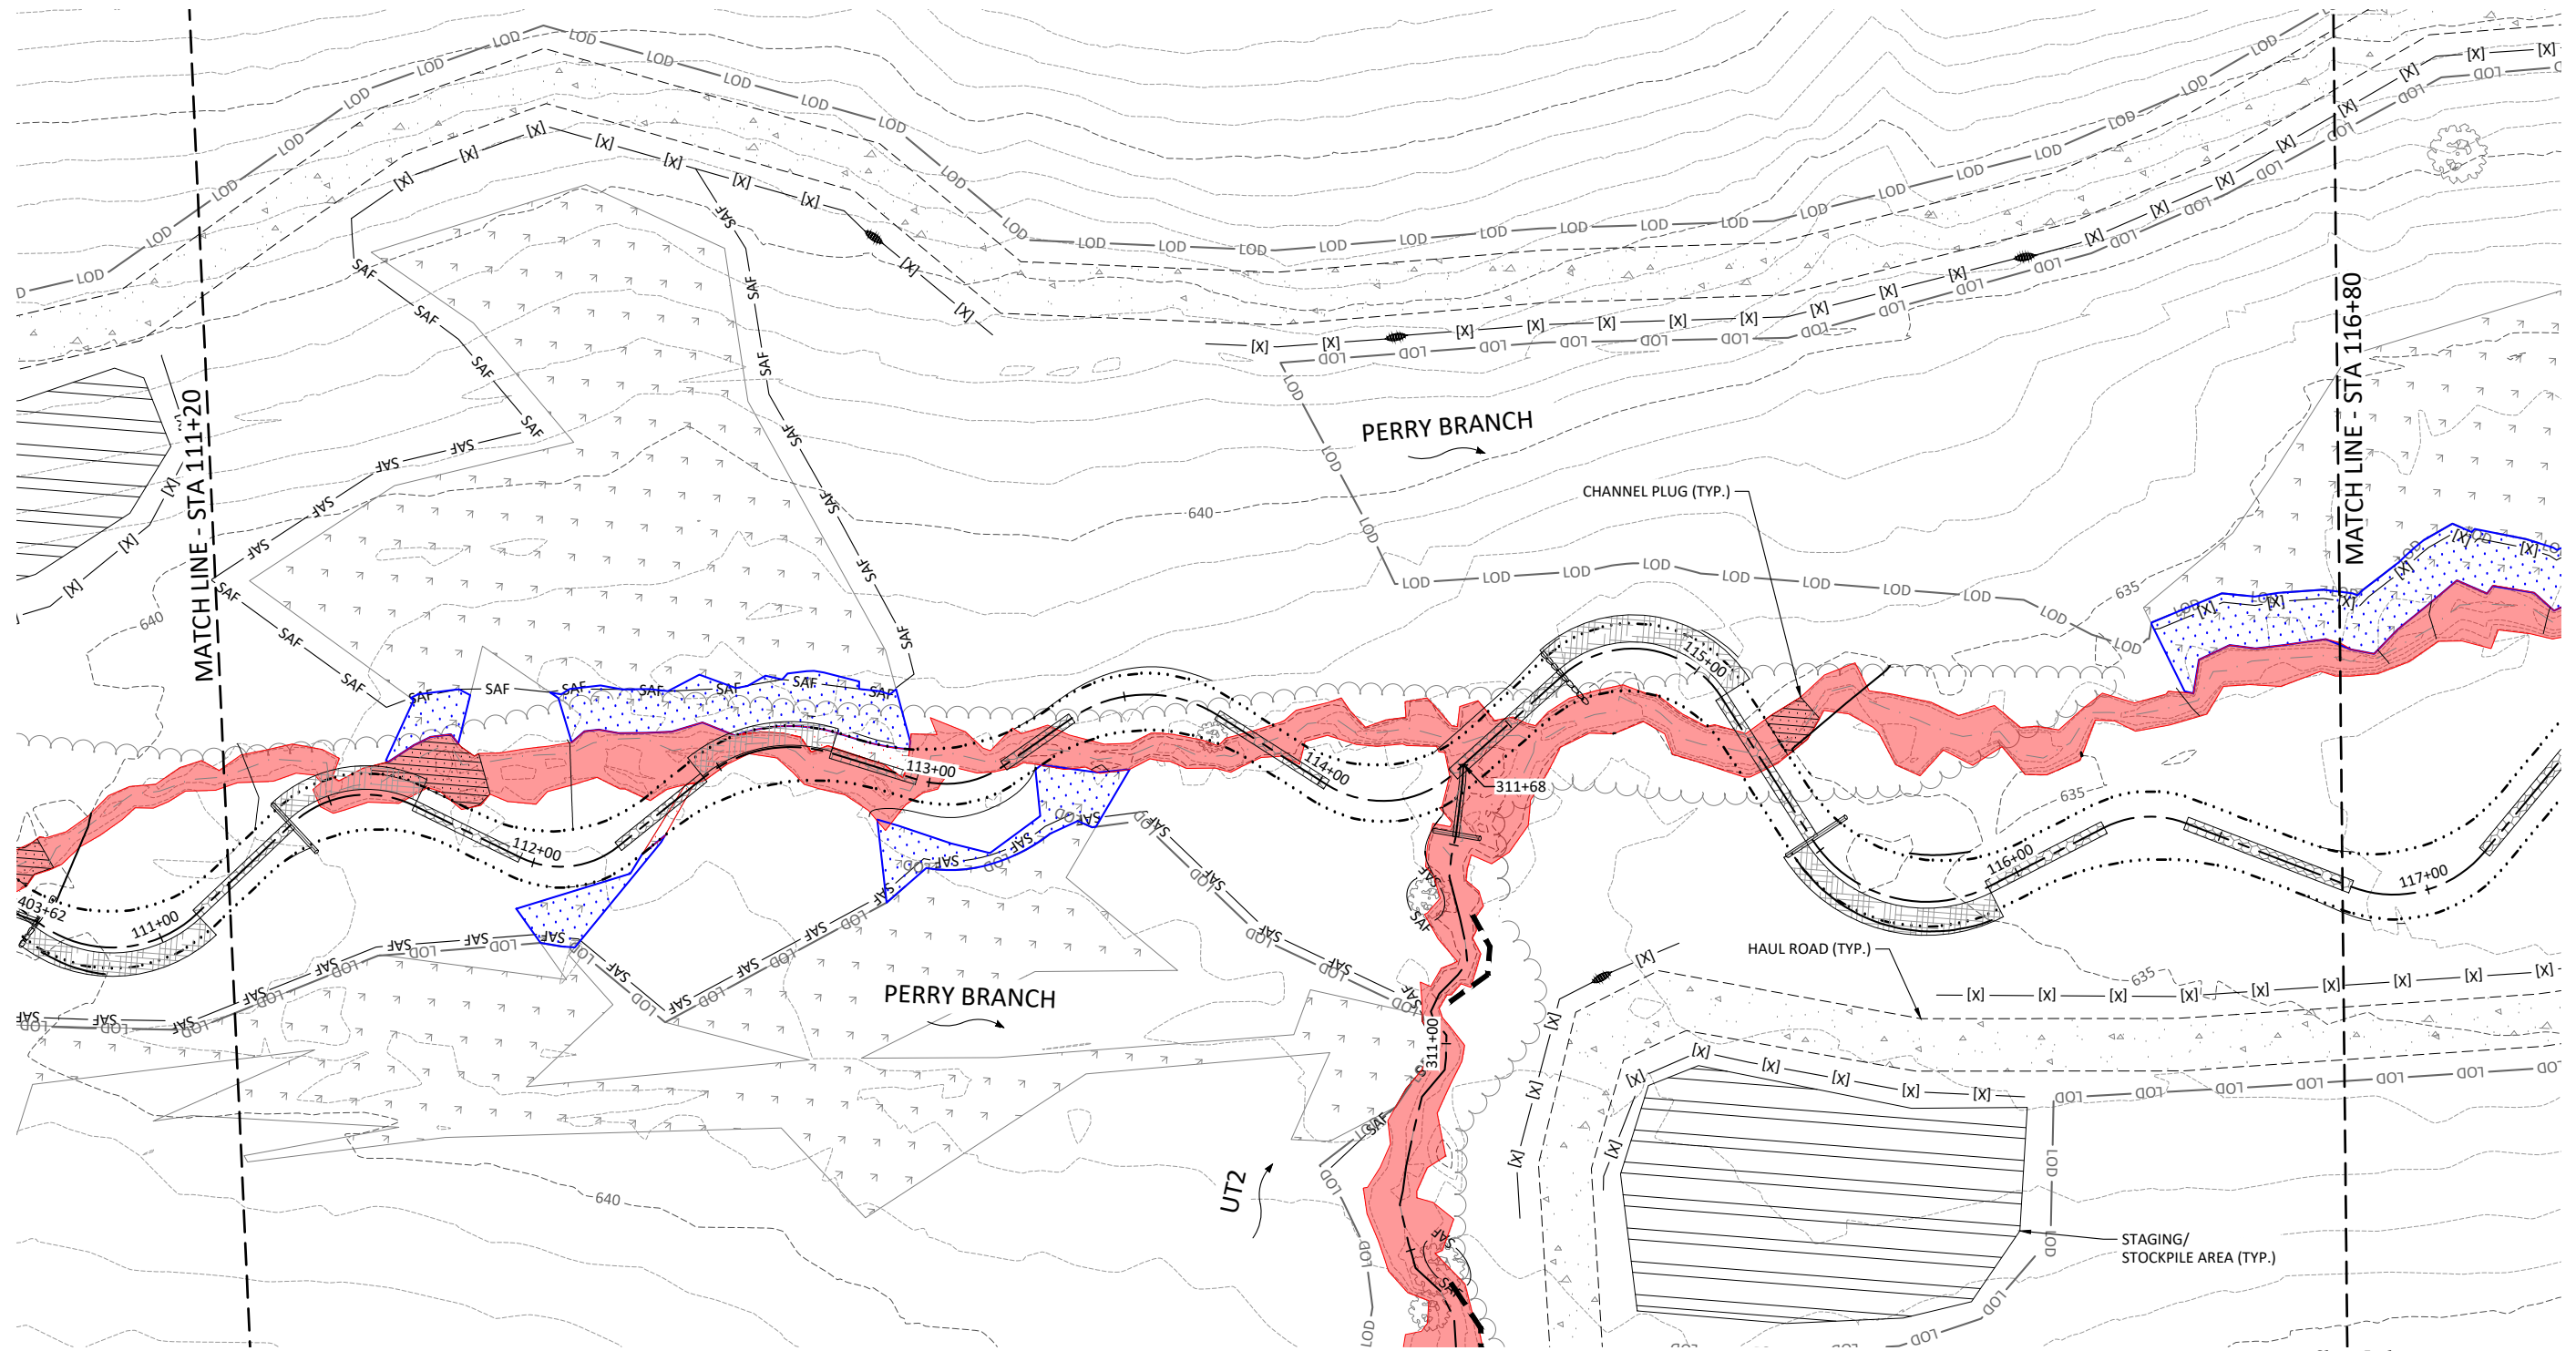 MATCH LINE - STA 111+20
MATCH LINE - STA 116+80
PERRY BRANCH
CHANNEL PLUG (TYP.)
640
640
635
115+00
113+00
114+00
311+68
112+00
111+00
403+62
635
116+00
117+00
HAUL ROAD (TYP.)
635
PERRY BRANCH
311+00
UT2
640
STAGING/
STOCKPILE AREA (TYP.)
LOD
SAF
[X]